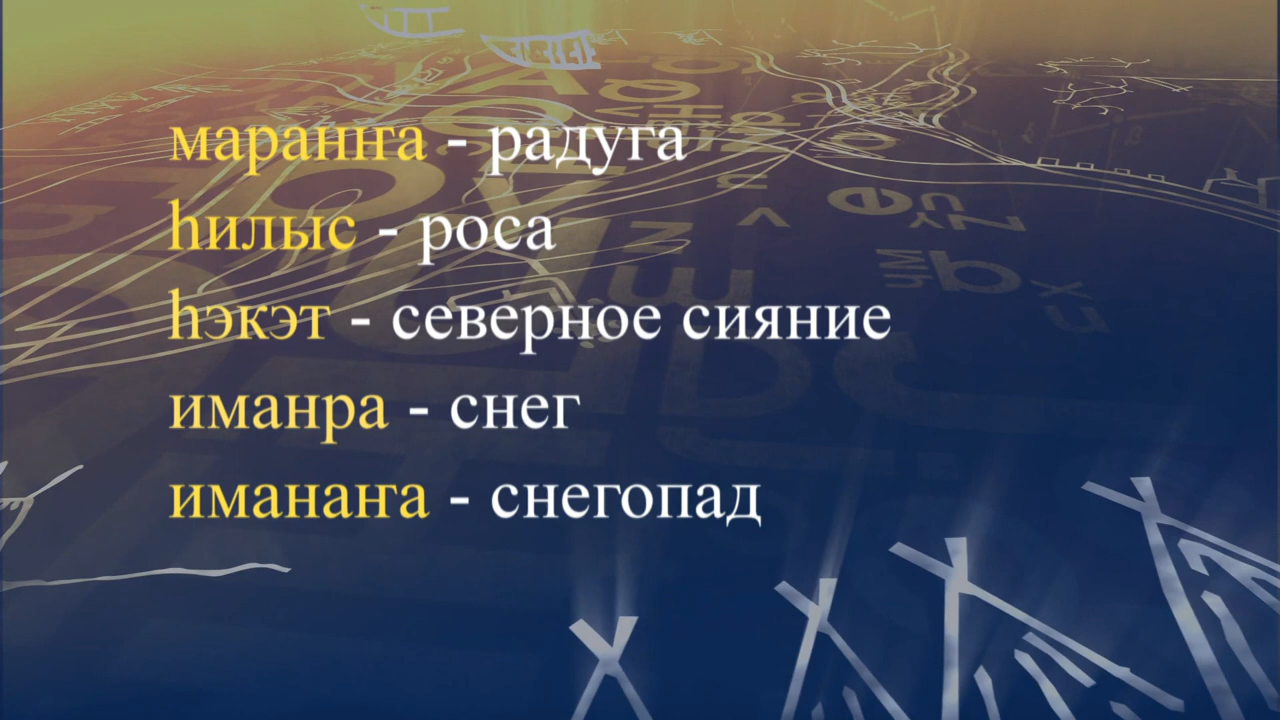 маранҥа - радуга
һилыс - роса
һэкэт - северное сияние
иманра - снег
иманаҥа - снегопад